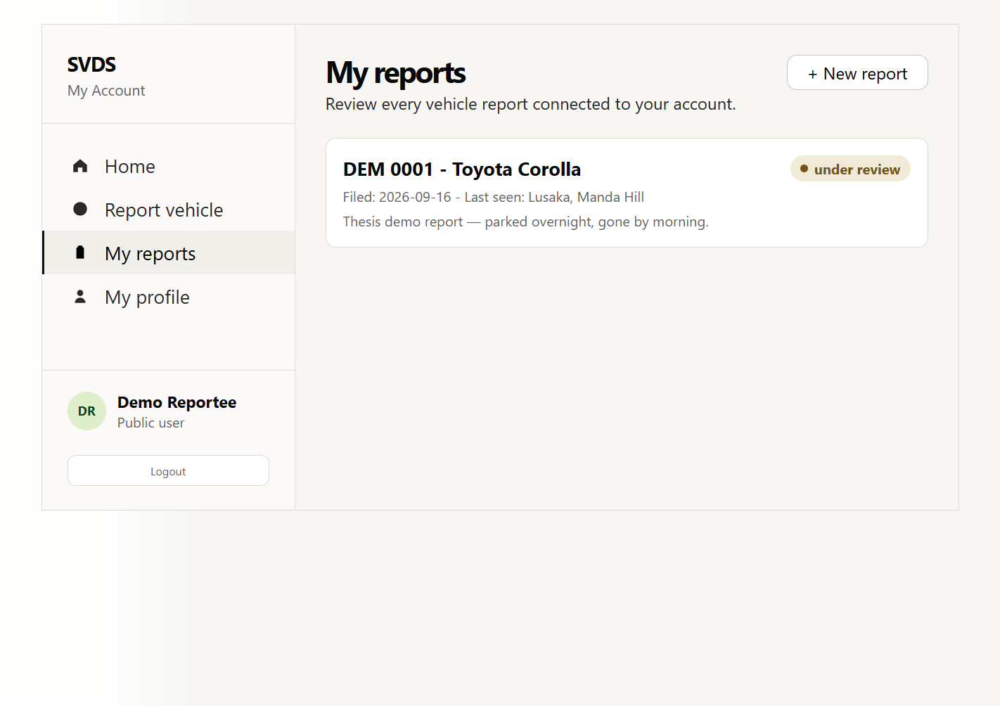 SVDS
My Account
Home
Report vehicle
My reports
My profile
DR
Demo Reportee
Public user
Logout
My reports
+ New report
Review every vehicle report connected to your account.
DEM 0001 - Toyota Corolla
under review
Filed: 2026-09-16 - Last seen: Lusaka, Manda Hill
Thesis demo report — parked overnight, gone by morning.